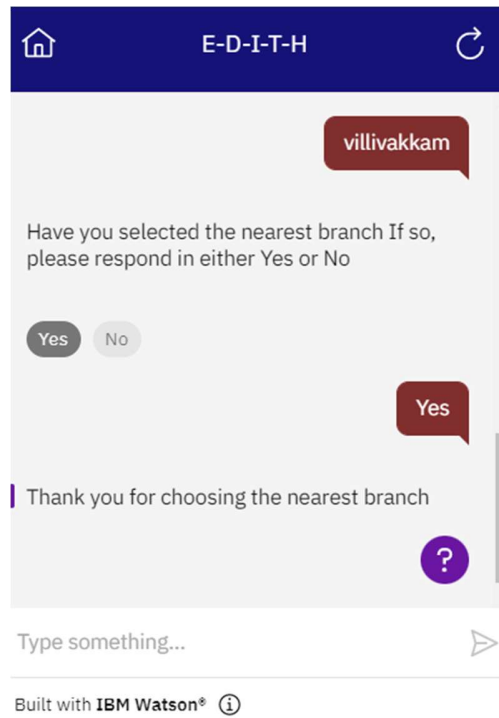 E-D-I-T-H
villivakkam
Have you selected the nearest branch If so,
please respond in either Yes or No
Yes No
Yes
Thank you for choosing the nearest branch
?
Type something...
Built with IBM Watson®